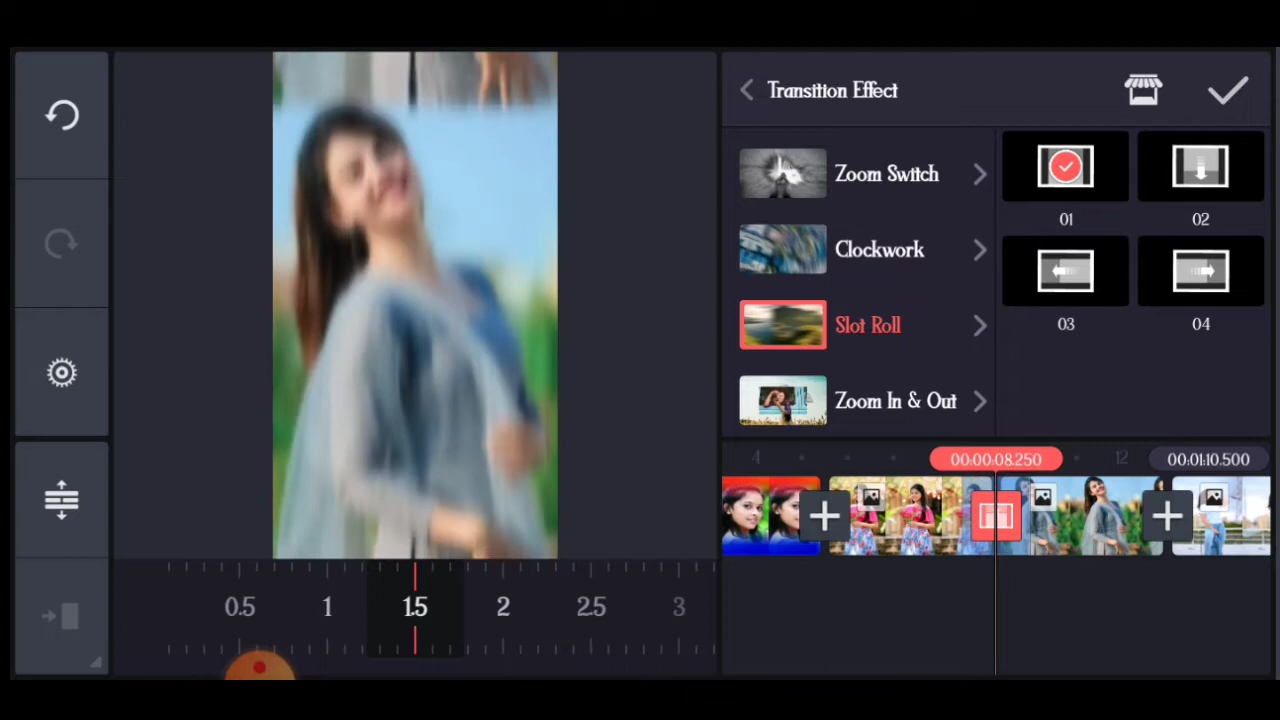 Transition Effect
Zoom Switch
Clockwork
Slot Roll
Zoom In & Out
01
02
03
04
4
00:00:08.250
12
00:01:10.500
0.5
1
1.5
2
2.5
3